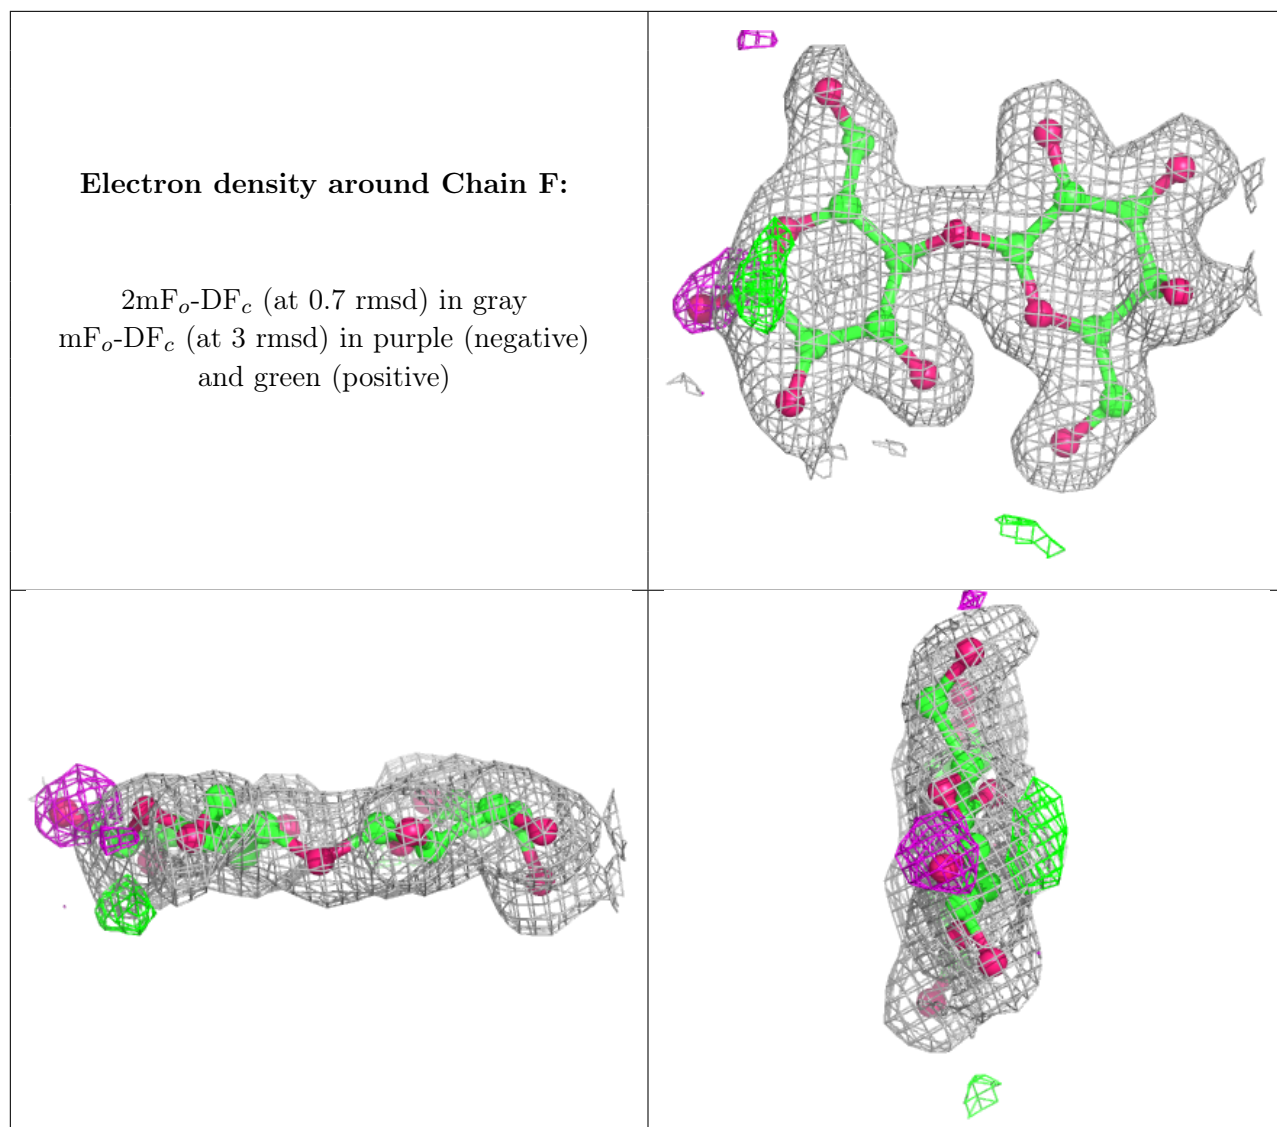 Electron density around Chain F:
2mFo-DFc (at 0.7 rmsd) in gray
mFo-DFc (at 3 rmsd) in purple (negative)
and green (positive)